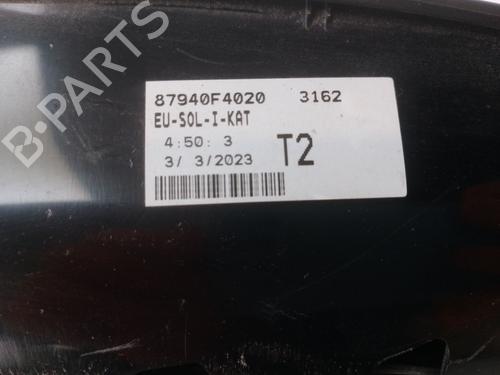 B-PARTS
87940F4020 3162
EU-SOL-I-KAT
4:50: 3
3/ 3/2023 T2